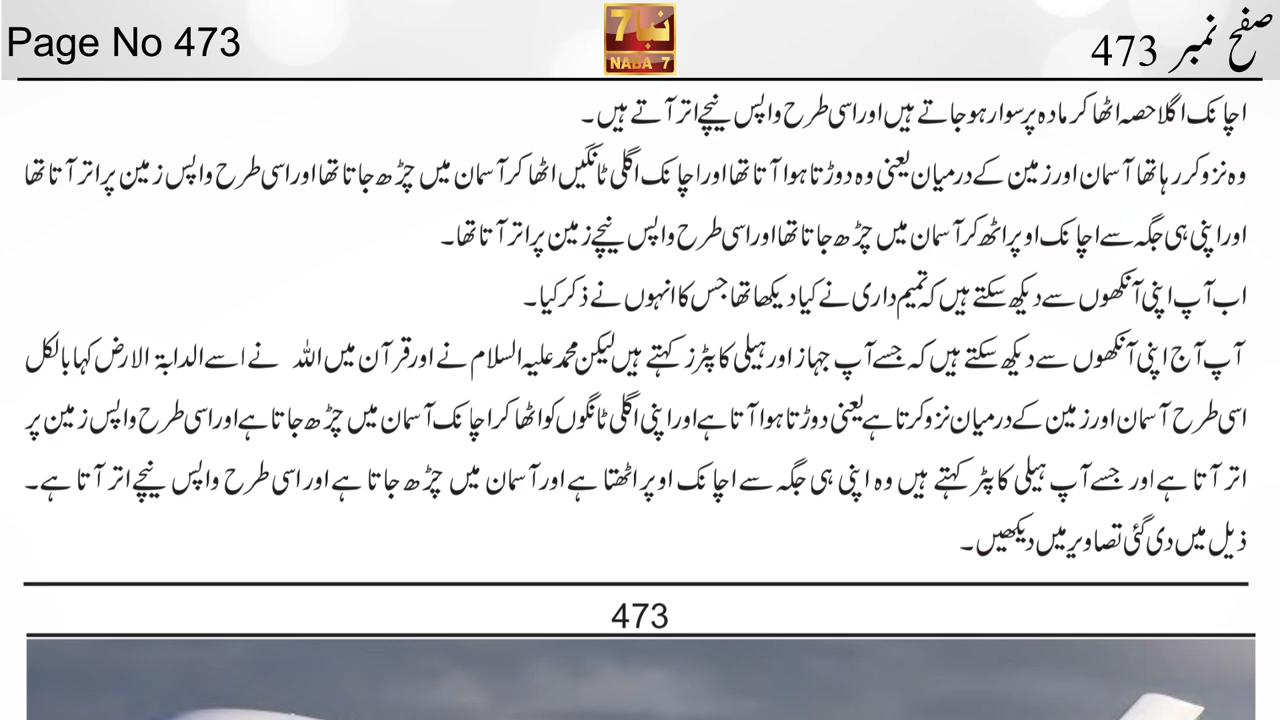 Page No 473
نبا 7
NABA 7
صفحہ نمبر 473
اچانک اگلا حصہ اٹھا کر مادہ پر سوار ہو جاتے ہیں اور اسی طرح واپس نیچے اتر آتے ہیں۔
وہ نزو کر رہا تھا آسمان اور زمین کے درمیان یعنی وہ دوڑتا ہوا آتا تھا اور اچانک اگلی ٹانگیں اٹھا کر آسمان میں چڑھ جاتا تھا اور اسی طرح واپس زمین پر اتر آتا تھا
اور اپنی ہی جگہ سے اچانک اوپر اٹھ کر آسمان میں چڑھ جاتا تھا اور اسی طرح واپس نیچے زمین پر اتر آتا تھا۔
اب آپ اپنی آنکھوں سے دیکھ سکتے ہیں کہ تمیم داری نے کیا دیکھا تھا جس کا انہوں نے ذکر کیا۔
آپ آج اپنی آنکھوں سے دیکھ سکتے ہیں کہ جسے آپ جہاز اور ہیلی کاپٹرز کہتے ہیں لیکن محمد علیہ السلام نے اور قرآن میں اللہ نے اسے الدابۃ الارض کہا بالکل
اسی طرح آسمان اور زمین کے درمیان نزو کرتا ہے یعنی دوڑتا ہوا آتا ہے اور اپنی اگلی ٹانگوں کو اٹھا کر اچانک آسمان میں چڑھ جاتا ہے اور اسی طرح واپس زمین پر
اتر آتا ہے اور جسے آپ ہیلی کاپٹر کہتے ہیں وہ اپنی ہی جگہ سے اچانک اوپر اٹھتا ہے اور آسمان میں چڑھ جاتا ہے اور اسی طرح واپس نیچے اتر آتا ہے۔
ذیل میں دی گئی تصاویر میں دیکھیں۔
473